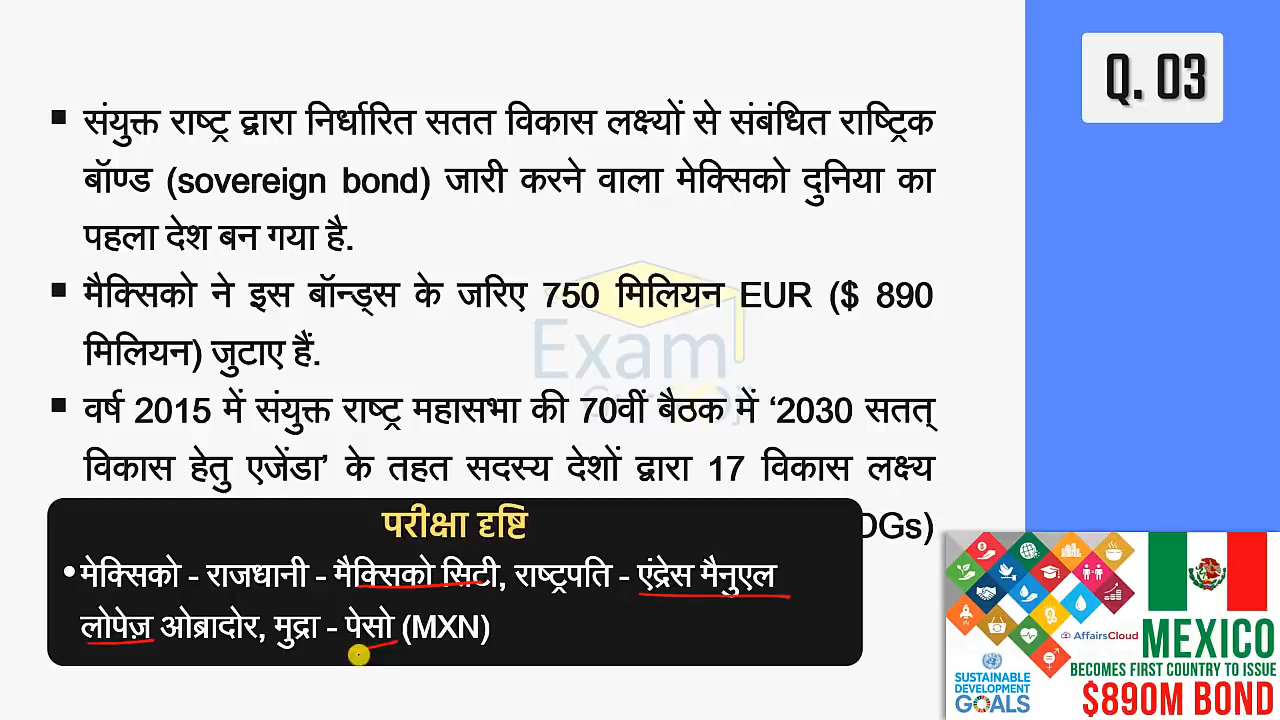 Q. 03
▪ संयुक्त राष्ट्र द्वारा निर्धारित सतत विकास लक्ष्यों से संबंधित राष्ट्रिक
बॉण्ड (sovereign bond) जारी करने वाला मेक्सिको दुनिया का
पहला देश बन गया है.
▪ मैक्सिको ने इस बॉन्ड्स के जरिए 750 मिलियन EUR ($ 890
मिलियन) जुटाए हैं.
▪ वर्ष 2015 में संयुक्त राष्ट्र महासभा की 70वीं बैठक में ‘2030 सतत्
विकास हेतु एजेंडा’ के तहत सदस्य देशों द्वारा 17 विकास लक्ष्य
DGs)
Exam
परीक्षा दृष्टि
•मेक्सिको - राजधानी - मैक्सिको सिटी, राष्ट्रपति - एंद्रेस मैनुएल
लोपेज़ ओब्रादोर, मुद्रा - पेसो (MXN)
AffairsCloud
MEXICO
BECOMES FIRST COUNTRY TO ISSUE
$890M BOND
SUSTAINABLE
DEVELOPMENT
GOALS